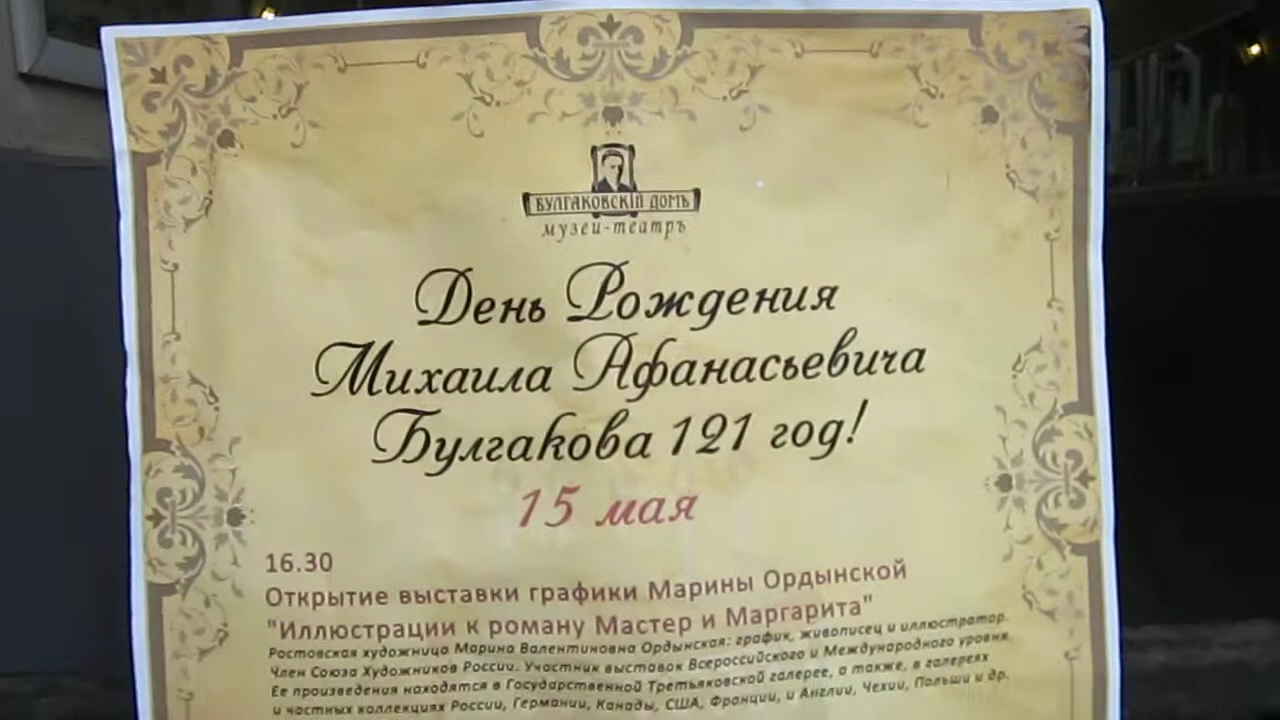 БУЛГАКОВСКІЙ ДОМЪ
музей-театръ
День Рождения
Михаила Афанасьевича
Булгакова 121 год!
15 мая
16.30
Открытие выставки графики Марины Ордынской
"Иллюстрации к роману Мастер и Маргарита"
Ростовская художница Марина Валентиновна Ордынская: график, живописец и иллюстратор.
Член Союза Художников России. Участник выставок Всероссийского и Международного уровня.
Ее произведения находятся в Государственной Третьяковской галерее, а также, в галереях
и частных коллекциях России, Германии, Канады, США, Франции, и Англии, Чехии, Польши и др.